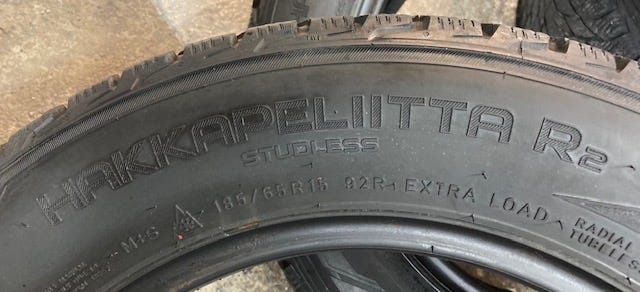 HAKKAPELIITTA R2
STUDLESS
M+S 185/65R15 92R EXTRA LOAD
RADIAL
TUBELESS